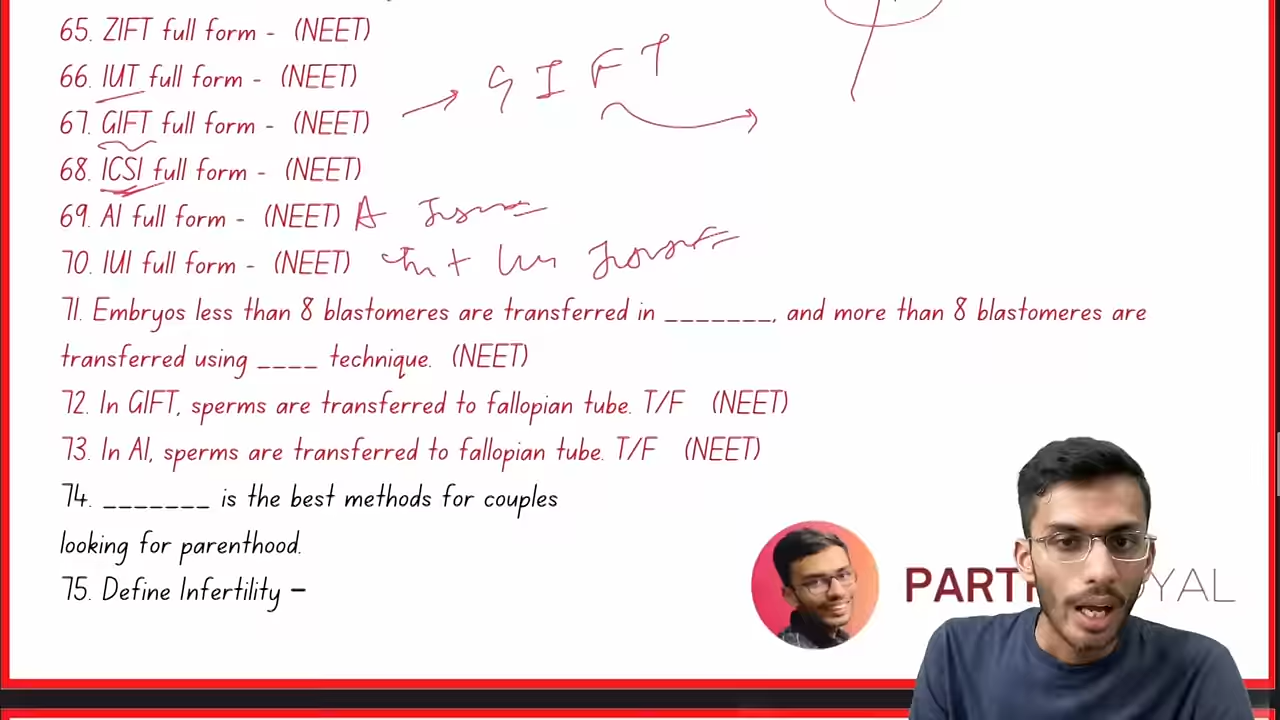 65. ZIFT full form - (NEET)
66. IUT full form - (NEET)
67. GIFT full form - (NEET)
GIFT
68. ICSI full form - (NEET)
69. AI full form - (NEET) A
70. IUI full form - (NEET)
71. Embryos less than 8 blastomeres are transferred in _______, and more than 8 blastomeres are
transferred using ____ technique. (NEET)
72. In GIFT, sperms are transferred to fallopian tube. T/F (NEET)
73. In AI, sperms are transferred to fallopian tube. T/F (NEET)
74. _______ is the best methods for couples
looking for parenthood.
75. Define Infertility –